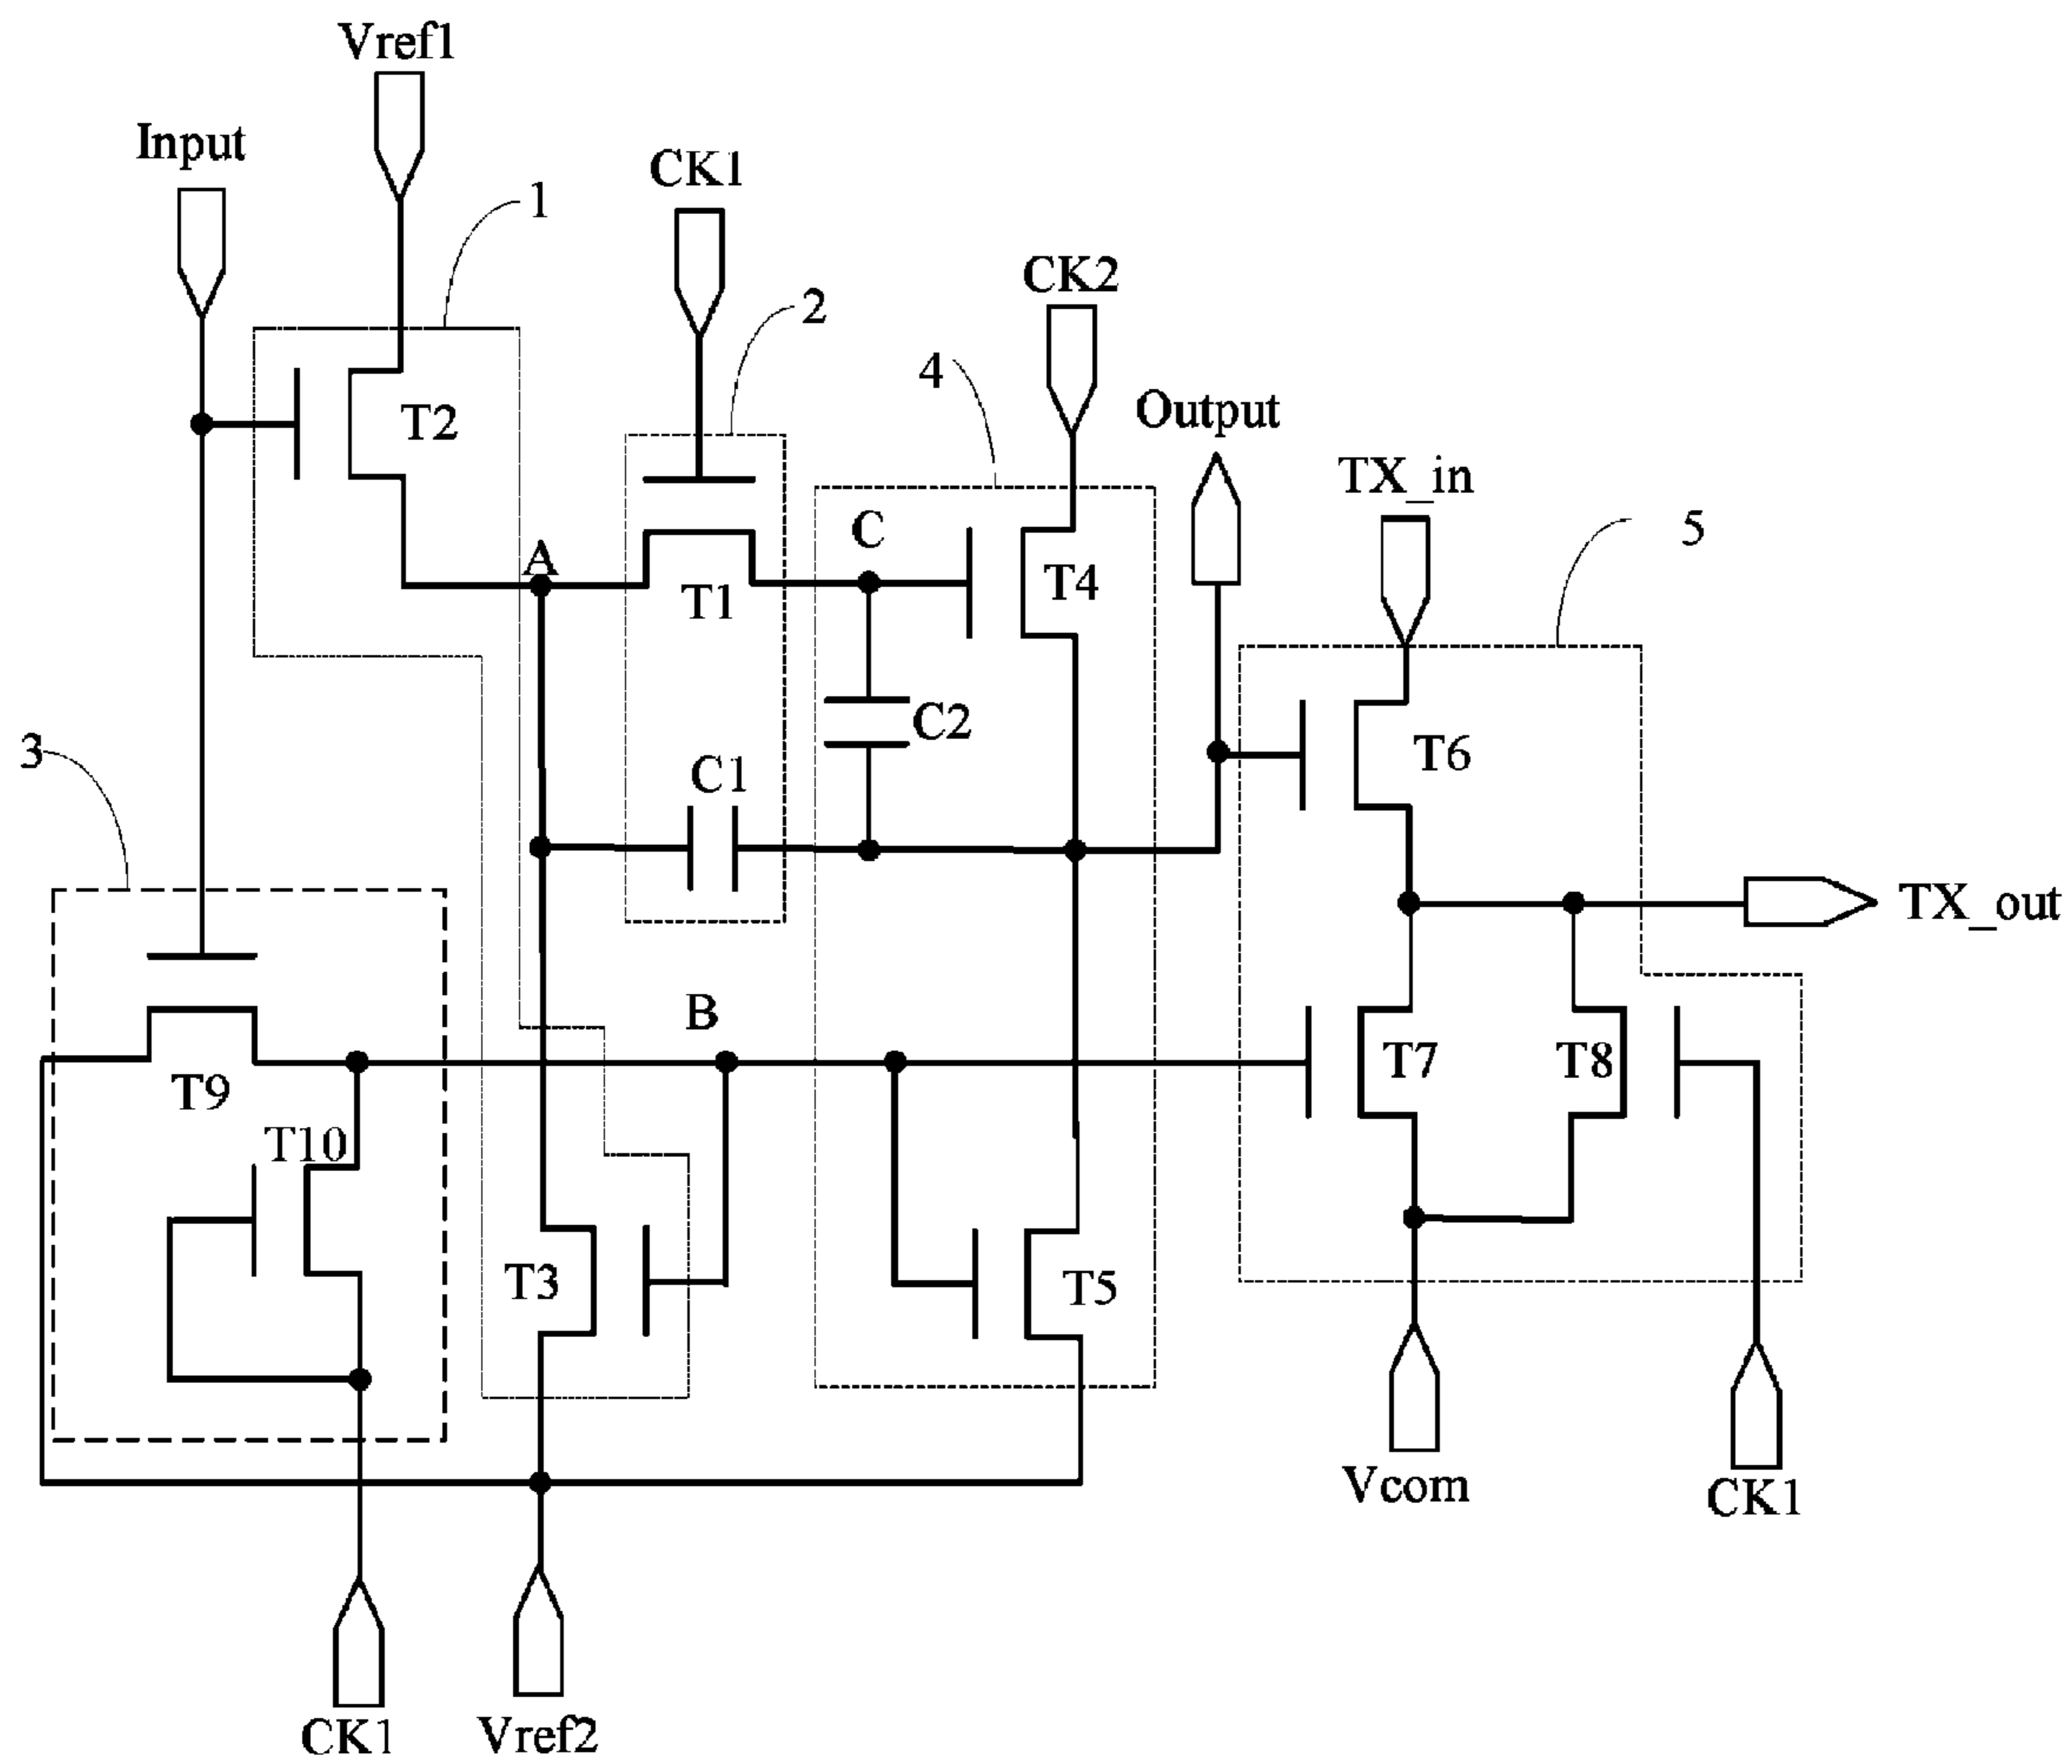 Vref1
Input
CK1
1
CK2
2
4
Output
T2
TX_in
C
5
A
T4
T1
C2
3
T6
C1
TX_out
B
T7
T8
T9
T10
T3
T5
Vcom
CK1
CK1
Vref2